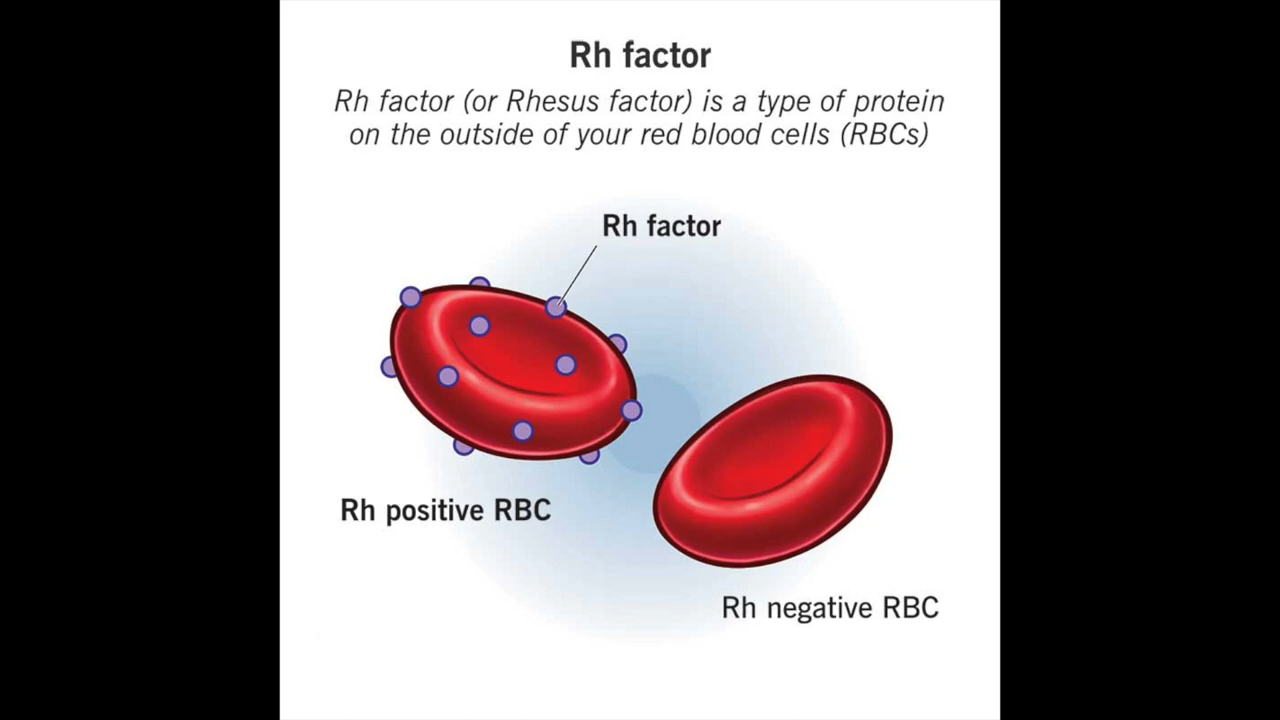 Rh factor
Rh factor (or Rhesus factor) is a type of protein
on the outside of your red blood cells (RBCs)
Rh factor
Rh positive RBC
Rh negative RBC